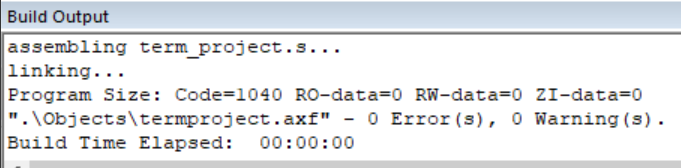 Build Output
assembling term_project.s...
linking...
Program Size: Code=1040 RO-data=0 RW-data=0 ZI-data=0
".\Objects\termproject.axf" - 0 Error(s), 0 Warning(s).
Build Time Elapsed:  00:00:00